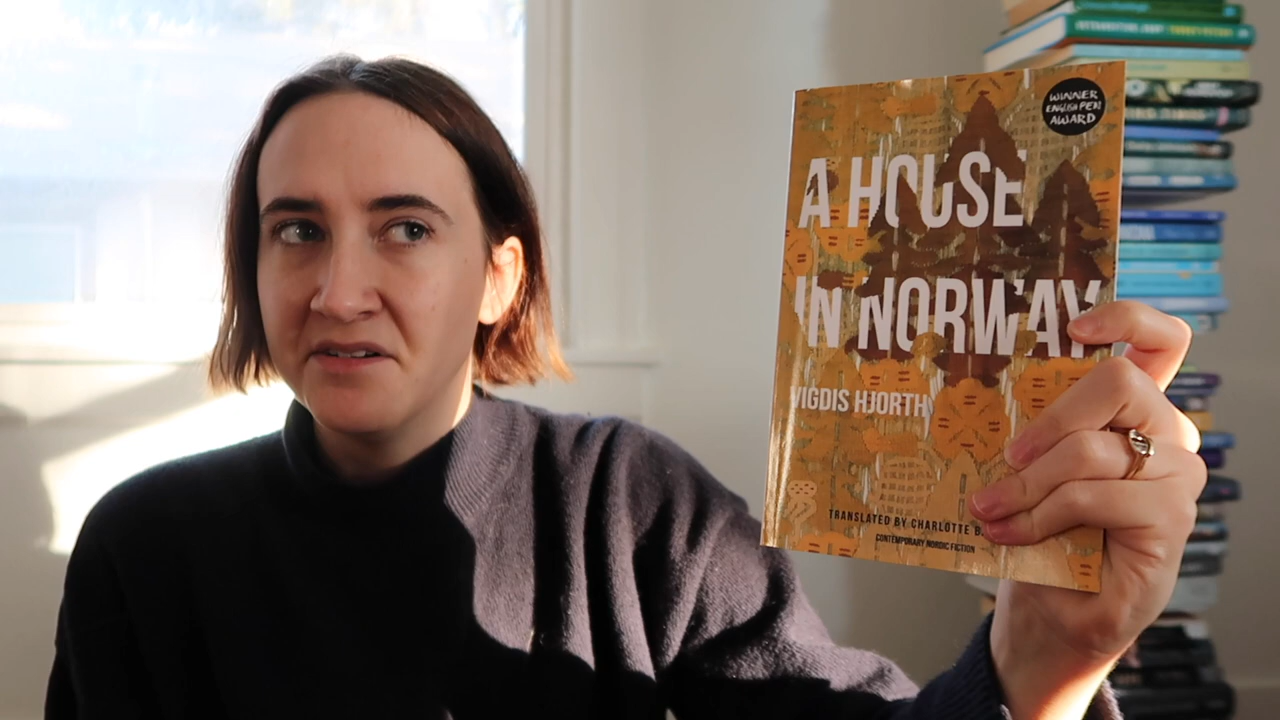 WINNER
ENGLISH PEN
AWARD
A HOUSE
IN NORWAY
VIGDIS HJORTH
TRANSLATED BY CHARLOTTE B
CONTEMPORARY NORDIC FICTION